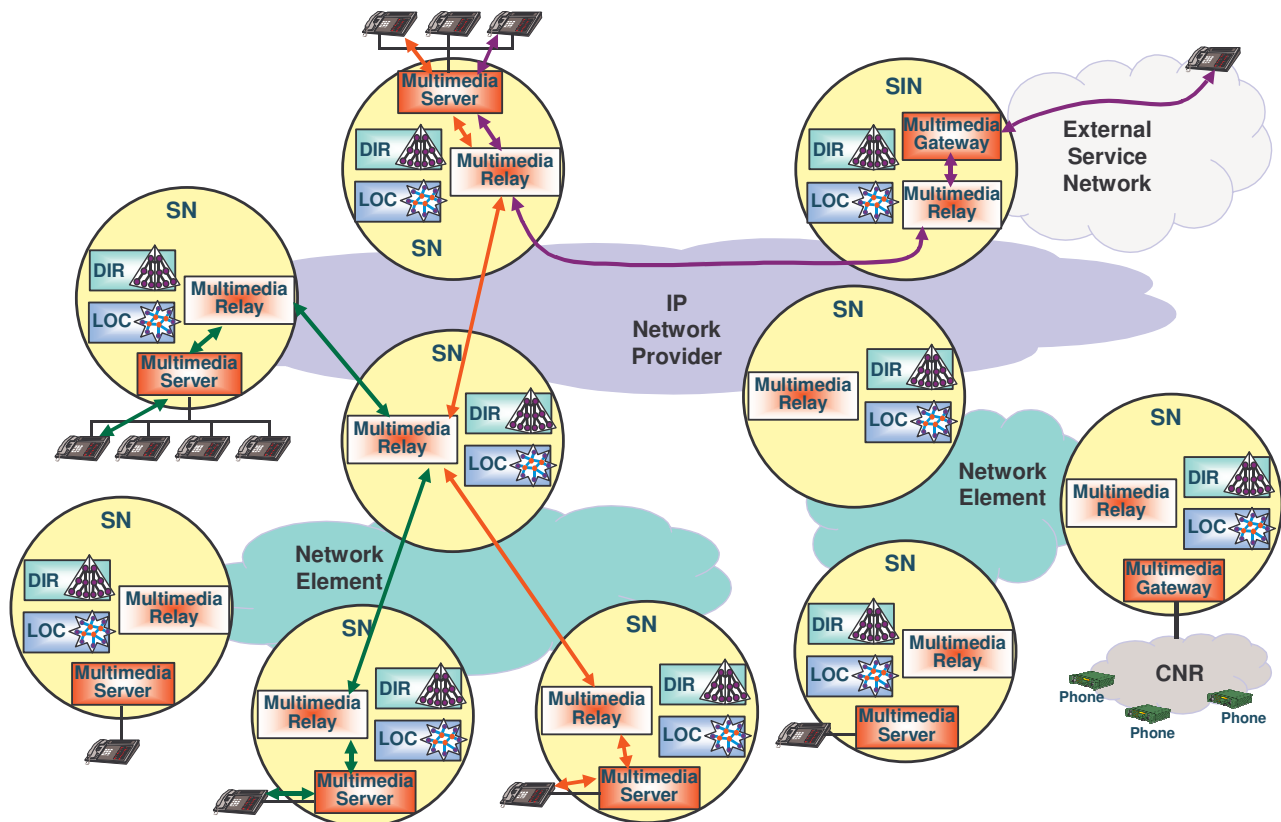 Multimedia
Server
DIR
Multimedia
Relay
LOC
SN
SIN
Multimedia
Gateway
DIR
Multimedia
Relay
LOC
External
Service
Network
SN
DIR
Multimedia
Relay
LOC
Multimedia
Server
IP
Network
Provider
SN
DIR
Multimedia
Relay
LOC
SN
DIR
Multimedia
Relay
LOC
Network
Element
SN
DIR
Multimedia
Relay
LOC
Multimedia
Gateway
CNR
Phone
Phone
Phone
SN
DIR
Multimedia
Relay
LOC
Multimedia
Server
Network
Element
SN
DIR
Multimedia
Relay
LOC
Multimedia
Server
SN
DIR
Multimedia
Relay
LOC
Multimedia
Server
SN
DIR
Multimedia
Relay
LOC
Multimedia
Server